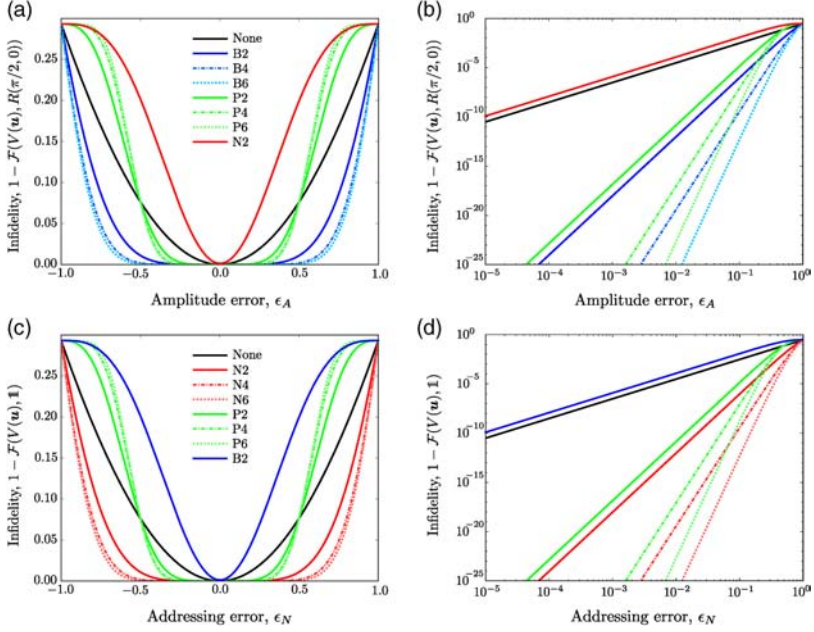 (a)
Infidelity, 1 − F(V(u), R(π/2, 0))
0.25
0.20
0.15
0.10
0.05
0.00
None
B2
B4
B6
P2
P4
P6
N2
−1.0 −0.5 0.0 0.5 1.0
Amplitude error, ϵ_A
(b)
Infidelity, 1 − F(V(u), R(π/2, 0))
10^0
10^−5
10^−10
10^−15
10^−20
10^−25
10^−5 10^−4 10^−3 10^−2 10^−1 10^0
Amplitude error, ϵ_A
(c)
Infidelity, 1 − F(V(u), 𝟙)
0.25
0.20
0.15
0.10
0.05
0.00
None
N2
N4
N6
P2
P4
P6
B2
−1.0 −0.5 0.0 0.5 1.0
Addressing error, ϵ_N
(d)
Infidelity, 1 − F(V(u), 𝟙)
10^0
10^−5
10^−10
10^−15
10^−20
10^−25
10^−5 10^−4 10^−3 10^−2 10^−1 10^0
Addressing error, ϵ_N